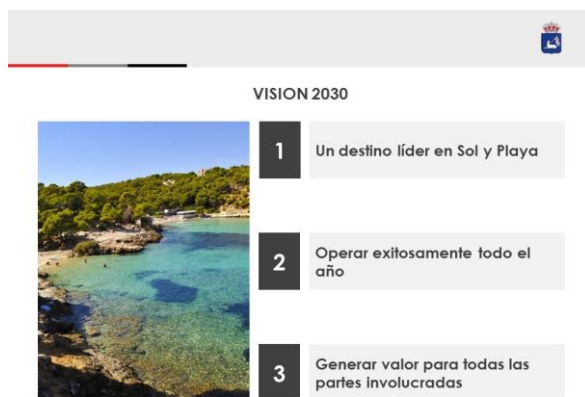 VISION 2030
1
Un destino líder en Sol y Playa
2
Operar exitosamente todo el
año
3
Generar valor para todas las
partes involucradas